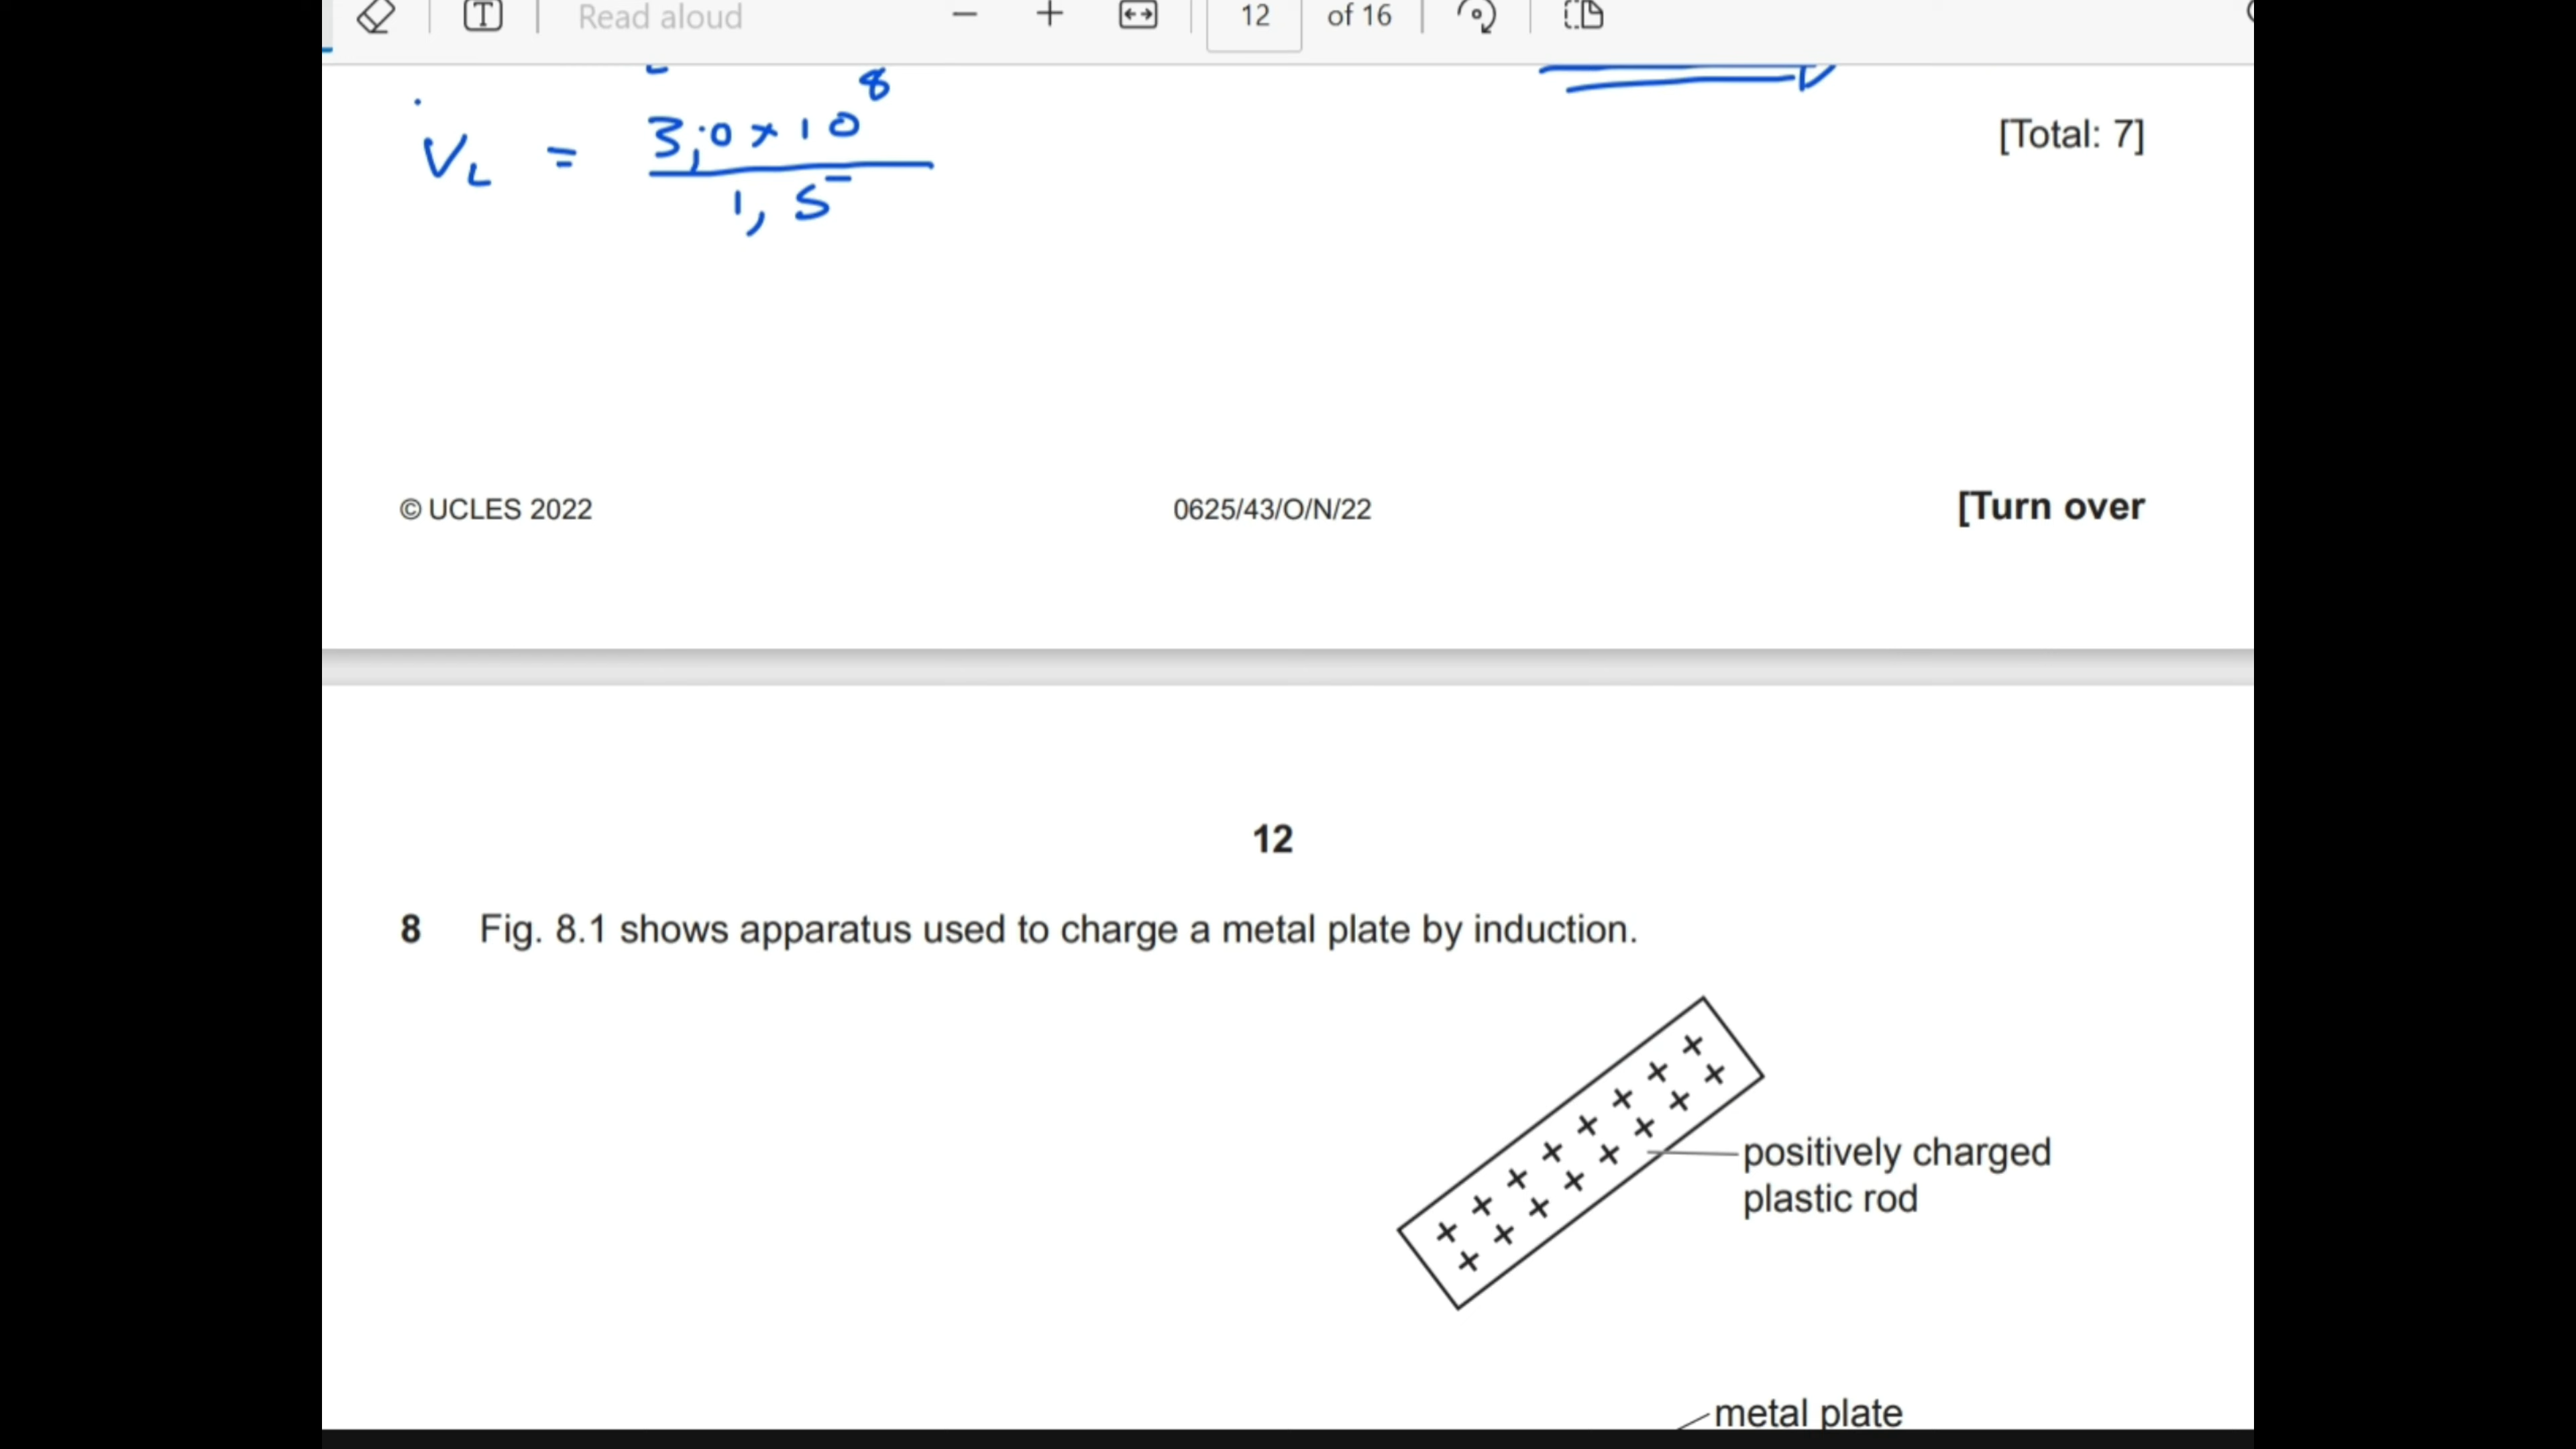 Read aloud
12 of 16
V_L = 3,0 × 10^8 / 1,5
[Total: 7]
© UCLES 2022 0625/43/O/N/22 [Turn over
12
8 Fig. 8.1 shows apparatus used to charge a metal plate by induction.
positively charged
plastic rod
metal plate